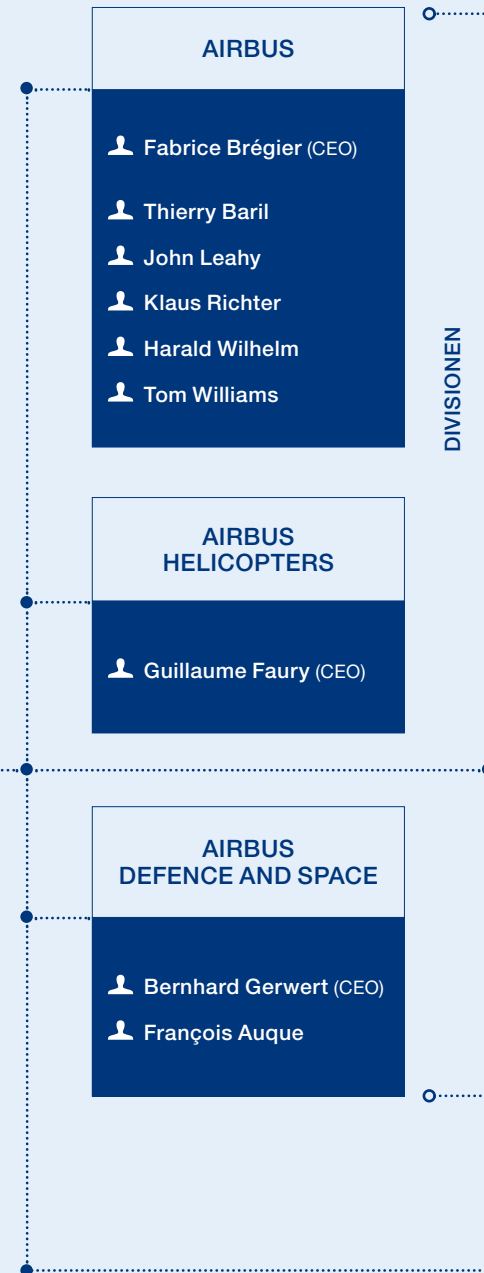 AIRBUS
Fabrice Brégier (CEO)
Thierry Baril
John Leahy
Klaus Richter
Harald Wilhelm
Tom Williams
DIVISIONEN
AIRBUS
HELICOPTERS
Guillaume Faury (CEO)
AIRBUS
DEFENCE AND SPACE
Bernhard Gerwert (CEO)
François Auque